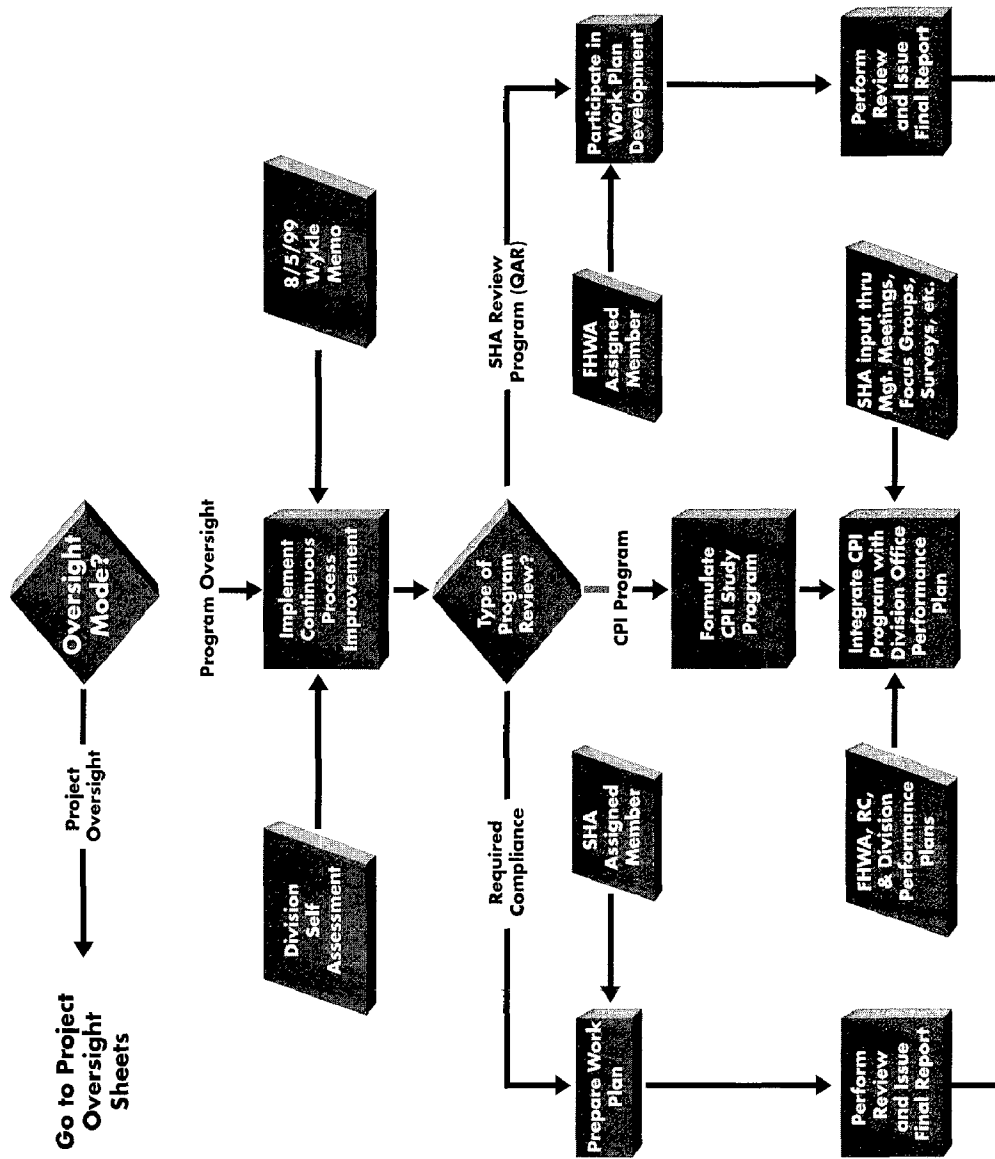 Go to Project
Oversight
Sheets
Project
Oversight
Oversight
Mode?
Program Oversight
Division
Self
Assessment
Implement
Continuous
Process
Improvement
8/5/99
Wykle
Memo
Required
Compliance
Type of
Program
Review?
SHA Review
Program (QAR)
CPI Program
Prepare Work
Plan
SHA
Assigned
Member
FHWA
Assigned
Member
Participate in
Work Plan
Development
Formulate
CPI Study
Program
Perform
Review
and Issue
Final Report
FHWA, RC,
& Division
Performance
Plans
Integrate CPI
Program with
Division Office
Performance
Plan
SHA input thru
Mgt. Meetings,
Focus Groups,
Surveys, etc.
Perform
Review
and Issue
Final Report